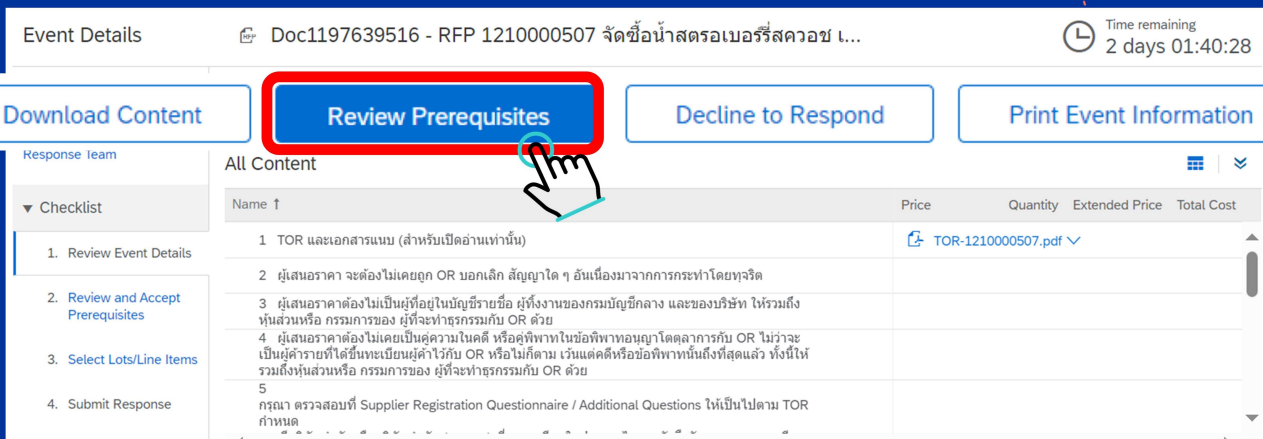 Event Details
Doc1197639516 - RFP 1210000507 จัดซื้อน้ำสตรอเบอร์รี่สควอช เ...
Time remaining
2 days 01:40:28
Download Content
Review Prerequisites
Decline to Respond
Print Event Information
Response Team
All Content
▼ Checklist
Name ↑
Price
Quantity
Extended Price
Total Cost
1. Review Event Details
2. Review and Accept
Prerequisites
3. Select Lots/Line Items
4. Submit Response
1 TOR และเอกสารแนบ (สำหรับเปิดอ่านเท่านั้น)
TOR-1210000507.pdf
2 ผู้เสนอราคา จะต้องไม่เคยถูก OR บอกเลิก สัญญาใด ๆ อันเนื่องมาจากการกระทำโดยทุจริต
3 ผู้เสนอราคาต้องไม่เป็นผู้ที่อยู่ในบัญชีรายชื่อ ผู้ทิ้งงานของกรมบัญชีกลาง และของบริษัท ให้รวมถึง
หุ้นส่วนหรือ กรรมการของ ผู้ที่จะทำธุรกรรมกับ OR ด้วย
4 ผู้เสนอราคาต้องไม่เคยเป็นคู่ความในคดี หรือคู่พิพาทในข้อพิพาทอนุญาโตตุลาการกับ OR ไม่ว่าจะ
เป็นผู้ค้ารายที่ได้ขึ้นทะเบียนผู้ค้าไว้กับ OR หรือไม่ก็ตาม เว้นแต่คดีหรือข้อพิพาทนั้นถึงที่สุดแล้ว ทั้งนี้ให้
รวมถึงหุ้นส่วนหรือ กรรมการของ ผู้ที่จะทำธุรกรรมกับ OR ด้วย
5
กรุณา ตรวจสอบที่ Supplier Registration Questionnaire / Additional Questions ให้เป็นไปตาม TOR
กำหนด